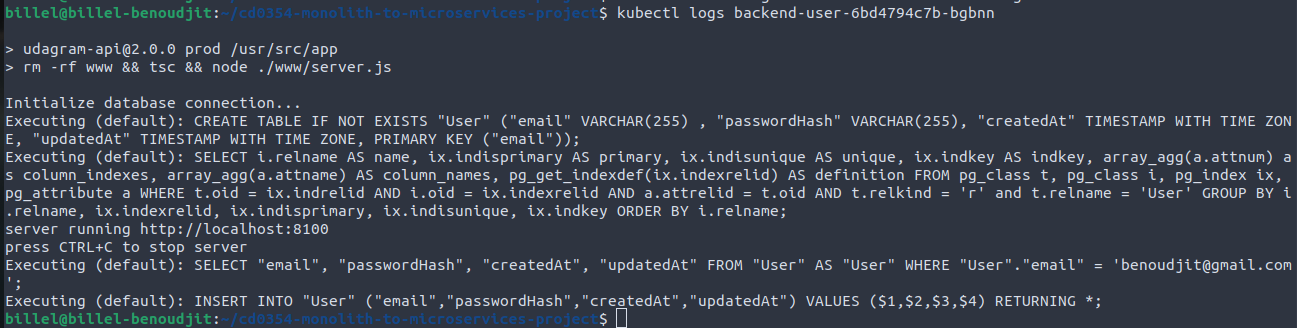 billel@billel-benoudjit:~/cd0354-monolith-to-microservices-project$ kubectl logs backend-user-6bd4794c7b-bgbnn
> udagram-api@2.0.0 prod /usr/src/app
> rm -rf www && tsc && node ./www/server.js
Initialize database connection...
Executing (default): CREATE TABLE IF NOT EXISTS "User" ("email" VARCHAR(255) , "passwordHash" VARCHAR(255), "createdAt" TIMESTAMP WITH TIME ZON
E, "updatedAt" TIMESTAMP WITH TIME ZONE, PRIMARY KEY ("email"));
Executing (default): SELECT i.relname AS name, ix.indisprimary AS primary, ix.indisunique AS unique, ix.indkey AS indkey, array_agg(a.attnum) a
s column_indexes, array_agg(a.attname) AS column_names, pg_get_indexdef(ix.indexrelid) AS definition FROM pg_class t, pg_class i, pg_index ix, 
pg_attribute a WHERE t.oid = ix.indrelid AND i.oid = ix.indexrelid AND a.attrelid = t.oid AND t.relkind = 'r' and t.relname = 'User' GROUP BY i
.relname, ix.indexrelid, ix.indisprimary, ix.indisunique, ix.indkey ORDER BY i.relname;
server running http://localhost:8100
press CTRL+C to stop server
Executing (default): SELECT "email", "passwordHash", "createdAt", "updatedAt" FROM "User" AS "User" WHERE "User"."email" = 'benoudjit@gmail.com
';
Executing (default): INSERT INTO "User" ("email","passwordHash","createdAt","updatedAt") VALUES ($1,$2,$3,$4) RETURNING *;
billel@billel-benoudjit:~/cd0354-monolith-to-microservices-project$